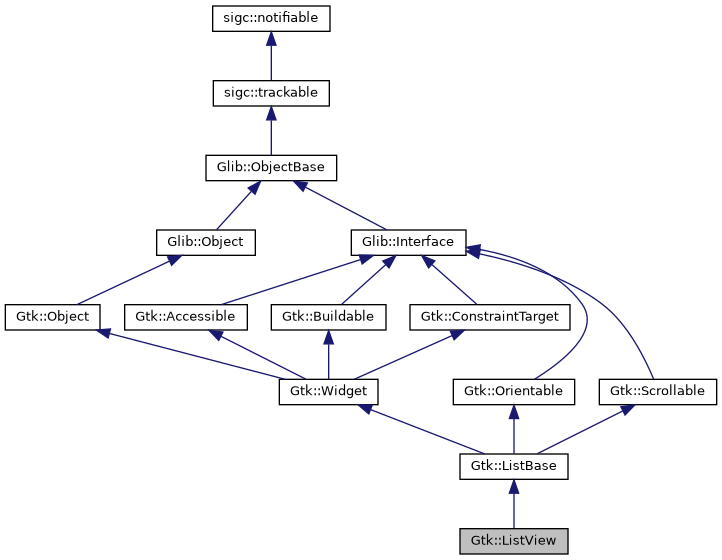 sigc::notifiable
sigc::trackable
Glib::ObjectBase
Glib::Object
Glib::Interface
Gtk::Object
Gtk::Accessible
Gtk::Buildable
Gtk::ConstraintTarget
Gtk::Widget
Gtk::Orientable
Gtk::Scrollable
Gtk::ListBase
Gtk::ListView